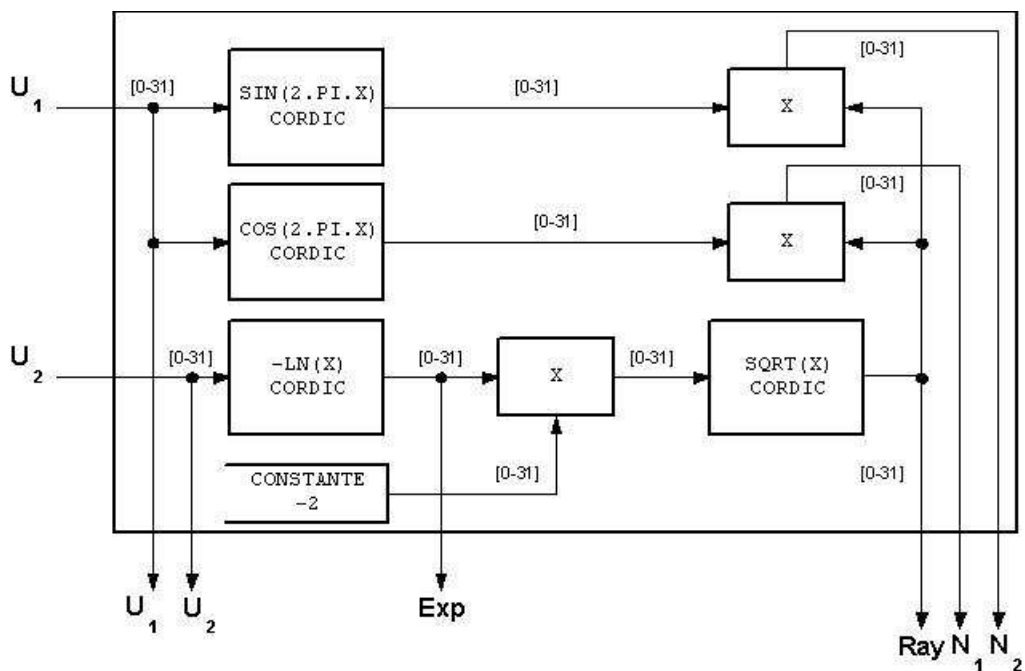 [0-31]
U1
[0-31]
SIN(2.PI.X)
CORDIC
[0-31]
X
[0-31]
COS(2.PI.X)
CORDIC
[0-31]
X
U2
[0-31]
-LN(X)
CORDIC
[0-31]
X
[0-31]
SQRT(X)
CORDIC
CONSTANTE
-2
[0-31]
[0-31]
U1 U2
Exp
Ray N1 N2